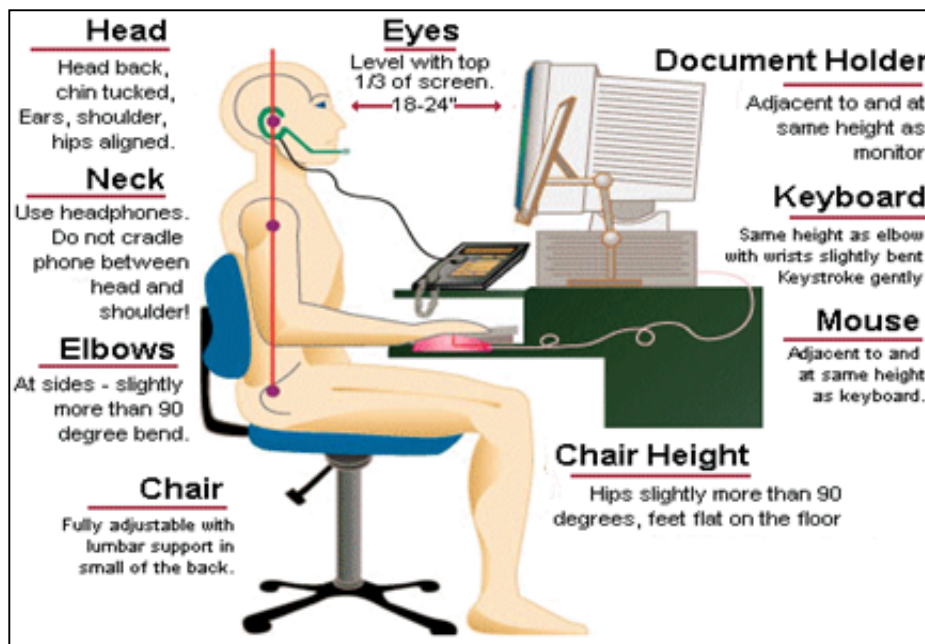 Head
Head back,
chin tucked,
Ears, shoulder,
hips aligned.
Neck
Use headphones.
Do not cradle
phone between
head and
shoulder!
Elbows
At sides - slightly
more than 90
degree bend.
Chair
Fully adjustable with
lumbar support in
small of the back.
Eyes
Level with top
1/3 of screen.
18-24"
Document Holder
Adjacent to and at
same height as
monitor
Keyboard
Same height as elbow
with wrists slightly bent
Keystroke gently
Mouse
Adjacent to and
at same height
as keyboard.
Chair Height
Hips slightly more than 90
degrees, feet flat on the floor